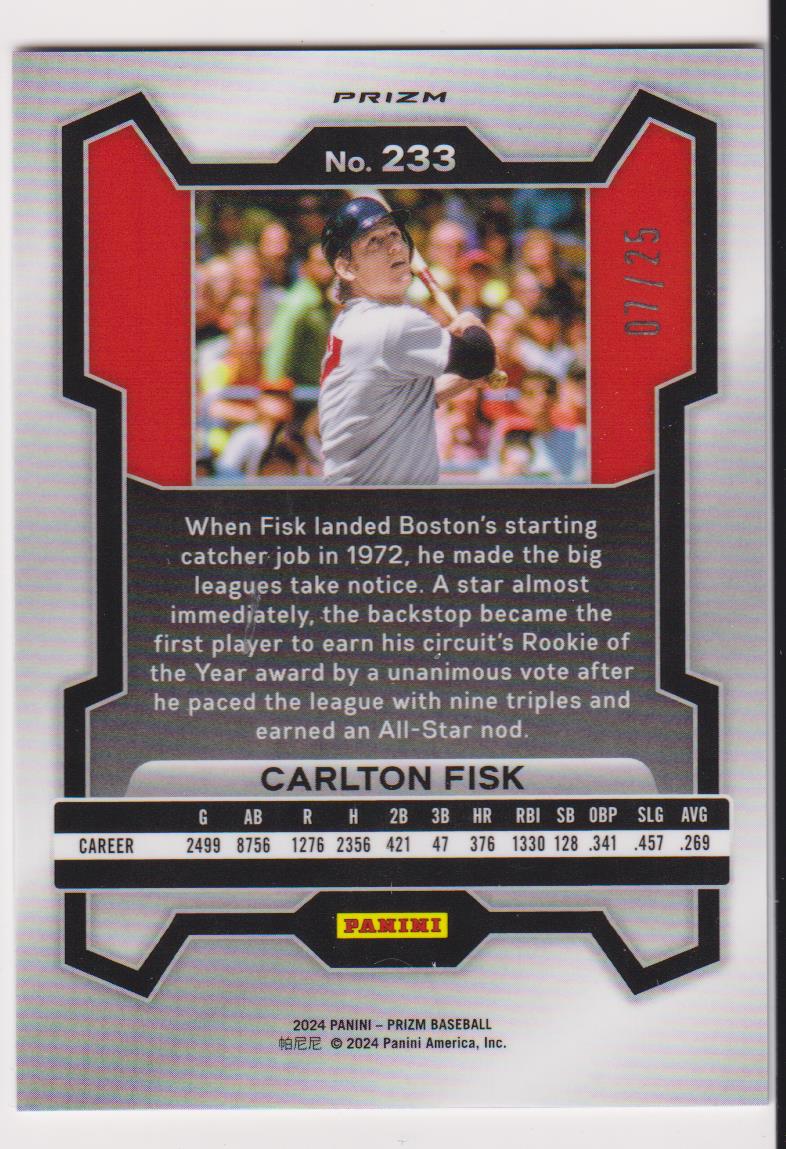 PRIZM
No. 233
07/25
When Fisk landed Boston's starting
catcher job in 1972, he made the big
leagues take notice. A star almost
immediately, the backstop became the
first player to earn his circuit's Rookie of
the Year award by a unanimous vote after
he paced the league with nine triples and
earned an All-Star nod.
CARLTON FISK
G AB R H 2B 3B HR RBI SB OBP SLG AVG
CAREER 2499 8756 1276 2356 421 47 376 1330 128 .341 .457 .269
PANINI
2024 PANINI – PRIZM BASEBALL
帕尼尼 © 2024 Panini America, Inc.